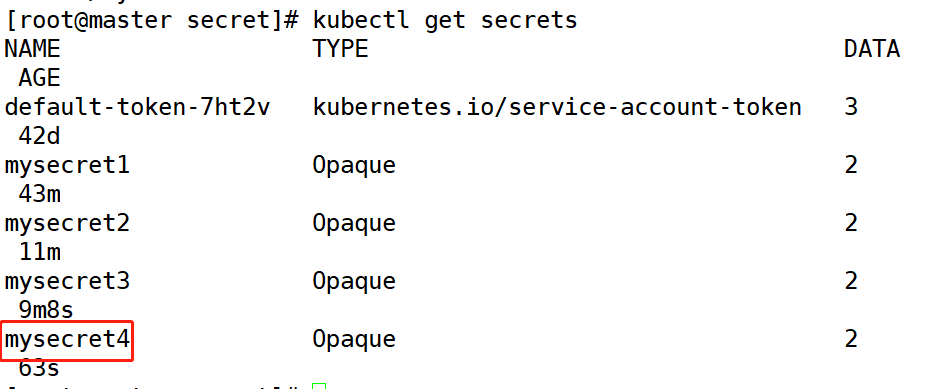 [root@master secret]# kubectl get secrets
NAME                  TYPE                                  DATA
 AGE
default-token-7ht2v   kubernetes.io/service-account-token   3
 42d
mysecret1             Opaque                                2
 43m
mysecret2             Opaque                                2
 11m
mysecret3             Opaque                                2
 9m8s
mysecret4             Opaque                                2
 63s